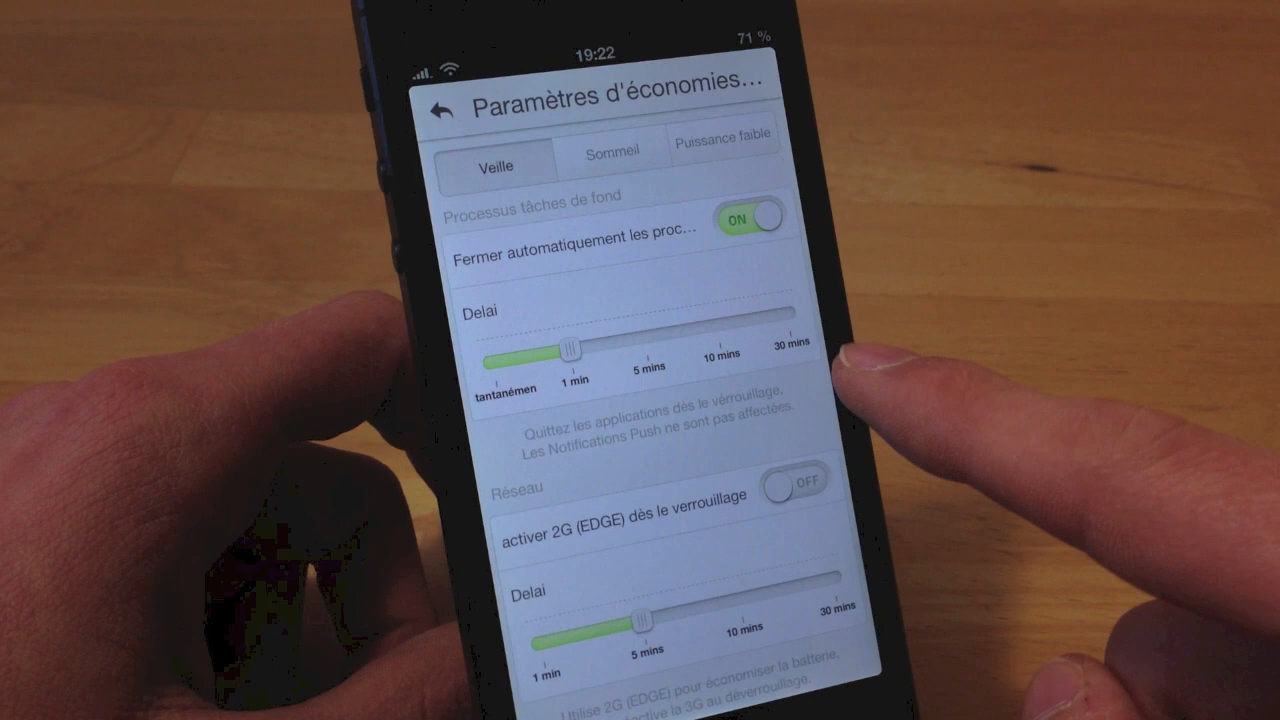 19:22
71 %
Paramètres d'économies...
Veille
Sommeil
Puissance faible
Processus tâches de fond
Fermer automatiquement les proc...
ON
Delai
tantanémen
1 min
5 mins
10 mins
30 mins
Quittez les applications dès le vérrouillage.
Les Notifications Push ne sont pas affectées.
Réseau
activer 2G (EDGE) dès le verrouillage
OFF
Delai
1 min
5 mins
10 mins
30 mins
Utilise 2G (EDGE) pour économiser la batterie,
active la 3G au déverrouillage.